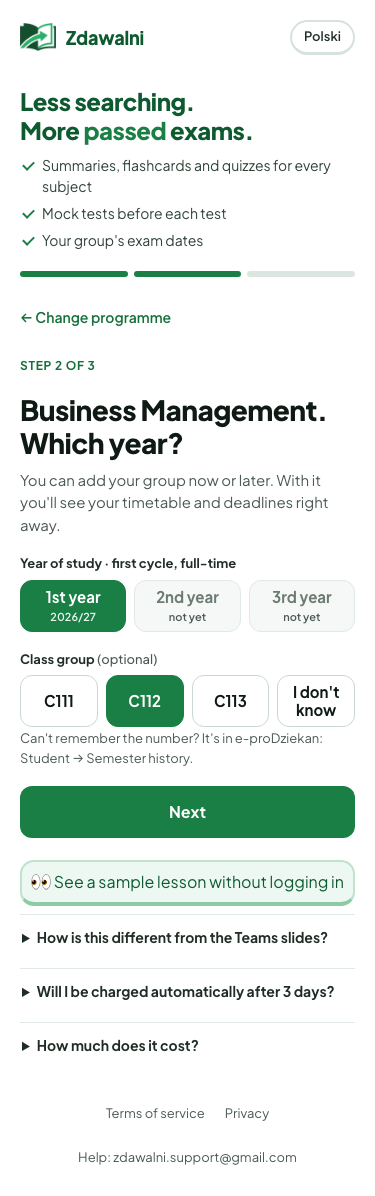 Zdawalni
Polski
Less searching.
More passed exams.
Summaries, flashcards and quizzes for every
subject
Mock tests before each test
Your group's exam dates
← Change programme
STEP 2 OF 3
Business Management.
Which year?
You can add your group now or later. With it
you'll see your timetable and deadlines right
away.
Year of study · first cycle, full-time
1st year
2026/27
2nd year
not yet
3rd year
not yet
Class group (optional)
C111
C112
C113
I don't
know
Can't remember the number? It's in e-proDziekan:
Student → Semester history.
Next
👀 See a sample lesson without logging in
How is this different from the Teams slides?
Will I be charged automatically after 3 days?
How much does it cost?
Terms of service
Privacy
Help: zdawalni.support@gmail.com